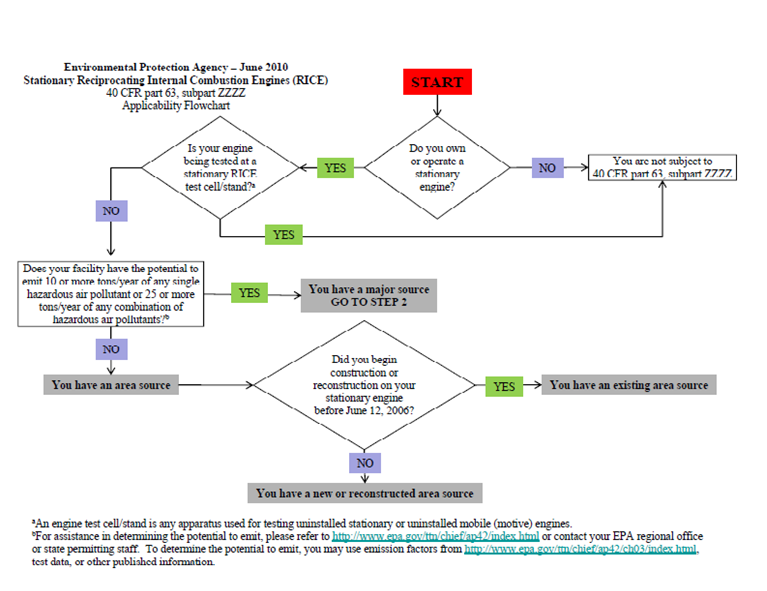 Environmental Protection Agency – June 2010
Stationary Reciprocating Internal Combustion Engines (RICE)
40 CFR part 63, subpart ZZZZ
Applicability Flowchart
START
Is your engine
being tested at a
stationary RICE
test cell/stand?ᵃ
YES
Do you own
or operate a
stationary
engine?
NO
You are not subject to
40 CFR part 63, subpart ZZZZ
NO
YES
Does your facility have the potential to
emit 10 or more tons/year of any single
hazardous air pollutant or 25 or more
tons/year of any combination of
hazardous air pollutants?ᵇ
YES
You have a major source
GO TO STEP 2
NO
You have an area source
Did you begin
construction or
reconstruction on your
stationary engine
before June 12, 2006?
YES
You have an existing area source
NO
You have a new or reconstructed area source
ᵃAn engine test cell/stand is any apparatus used for testing uninstalled stationary or uninstalled mobile (motive) engines.
ᵇFor assistance in determining the potential to emit, please refer to http://www.epa.gov/ttn/chief/ap42/index.html or contact your EPA regional office
or state permitting staff. To determine the potential to emit, you may use emission factors from http://www.epa.gov/ttn/chief/ap42/ch03/index.html,
test data, or other published information.